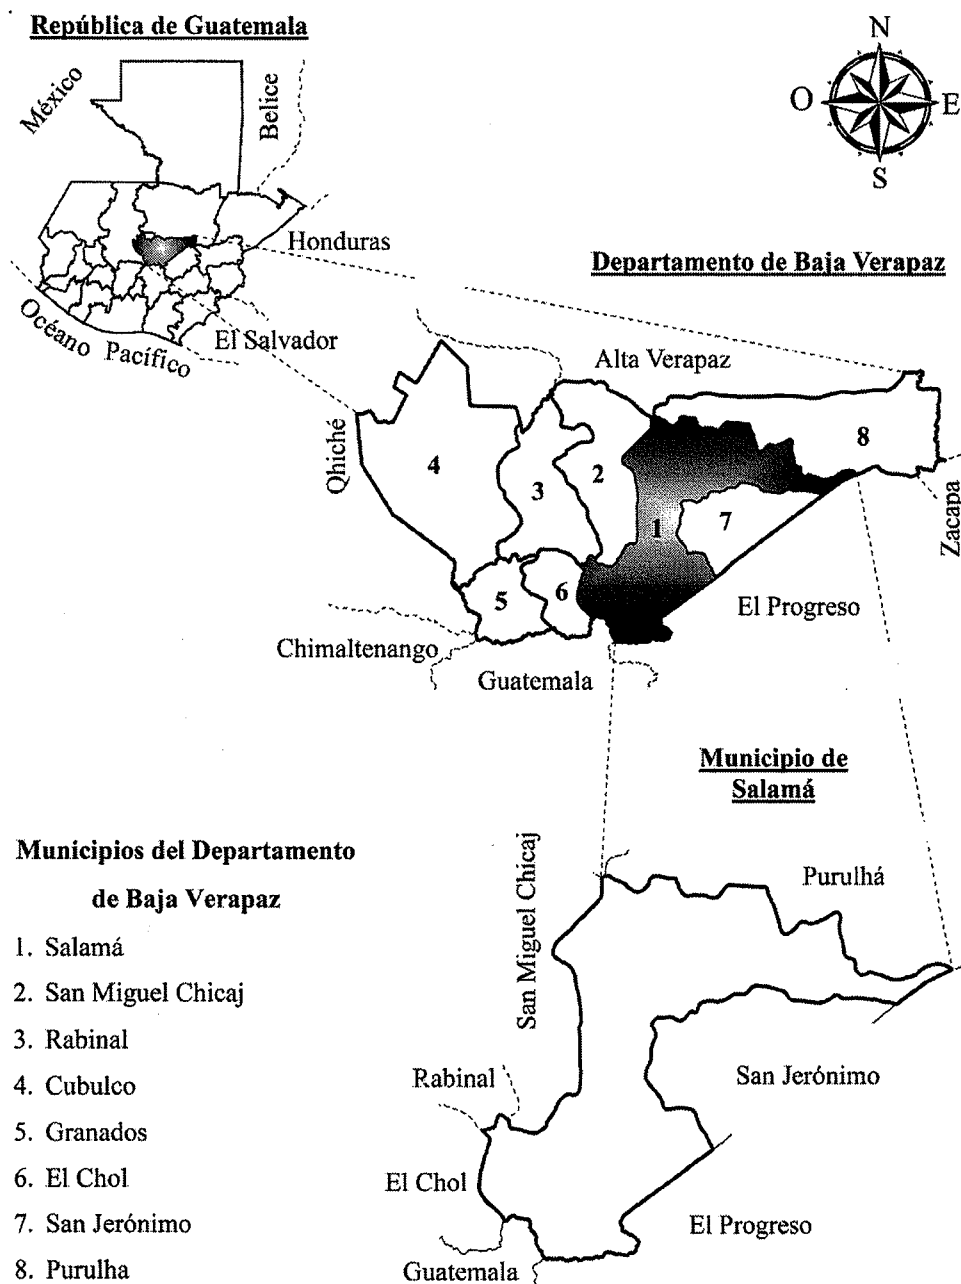 República de Guatemala
N
O
E
S
México
Belice
Honduras
El Salvador
Océano Pacífico
Departamento de Baja Verapaz
Alta Verapaz
Qhiché
4
3
2
8
1
7
5
6
Zacapa
El Progreso
Chimaltenango
Guatemala
Municipio de
Salamá
Municipios del Departamento
de Baja Verapaz
1. Salamá
2. San Miguel Chicaj
3. Rabinal
4. Cubulco
5. Granados
6. El Chol
7. San Jerónimo
8. Purulha
San Miguel Chicaj
Purulhá
Rabinal
San Jerónimo
El Chol
El Progreso
Guatemala